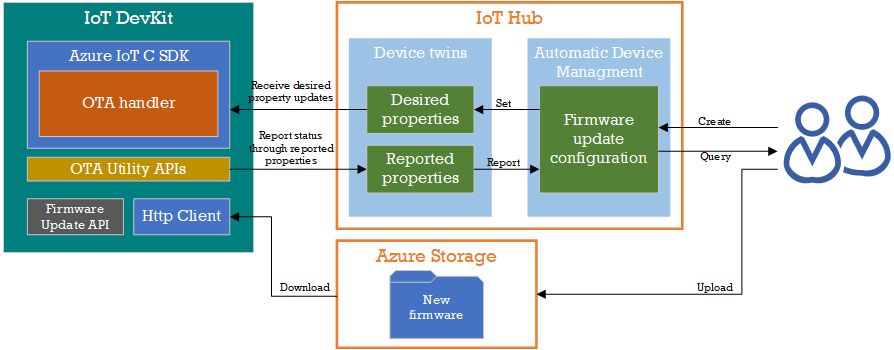 IoT DevKit
Azure IoT C SDK
OTA handler
OTA Utility APIs
Firmware
Update API
Http Client
Receive desired
property updates
Report status
through reported
properties
Download
IoT Hub
Device twins
Desired
properties
Reported
properties
Set
Report
Automatic Device
Managment
Firmware
update
configuration
Create
Query
Upload
Azure Storage
New
firmware